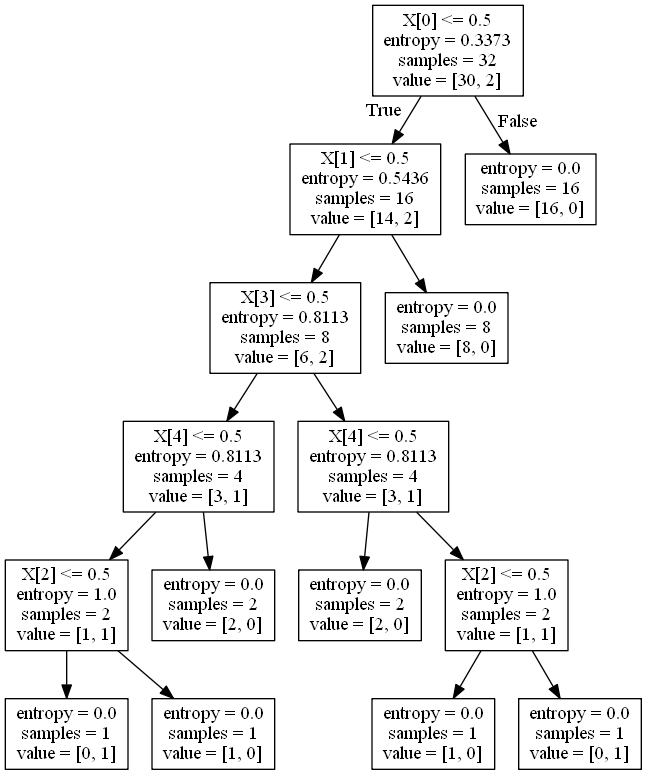 X[0] <= 0.5
entropy = 0.3373
samples = 32
value = [30, 2]
True
False
X[1] <= 0.5
entropy = 0.5436
samples = 16
value = [14, 2]
entropy = 0.0
samples = 16
value = [16, 0]
X[3] <= 0.5
entropy = 0.8113
samples = 8
value = [6, 2]
entropy = 0.0
samples = 8
value = [8, 0]
X[4] <= 0.5
entropy = 0.8113
samples = 4
value = [3, 1]
X[4] <= 0.5
entropy = 0.8113
samples = 4
value = [3, 1]
X[2] <= 0.5
entropy = 1.0
samples = 2
value = [1, 1]
entropy = 0.0
samples = 2
value = [2, 0]
entropy = 0.0
samples = 2
value = [2, 0]
X[2] <= 0.5
entropy = 1.0
samples = 2
value = [1, 1]
entropy = 0.0
samples = 1
value = [0, 1]
entropy = 0.0
samples = 1
value = [1, 0]
entropy = 0.0
samples = 1
value = [1, 0]
entropy = 0.0
samples = 1
value = [0, 1]